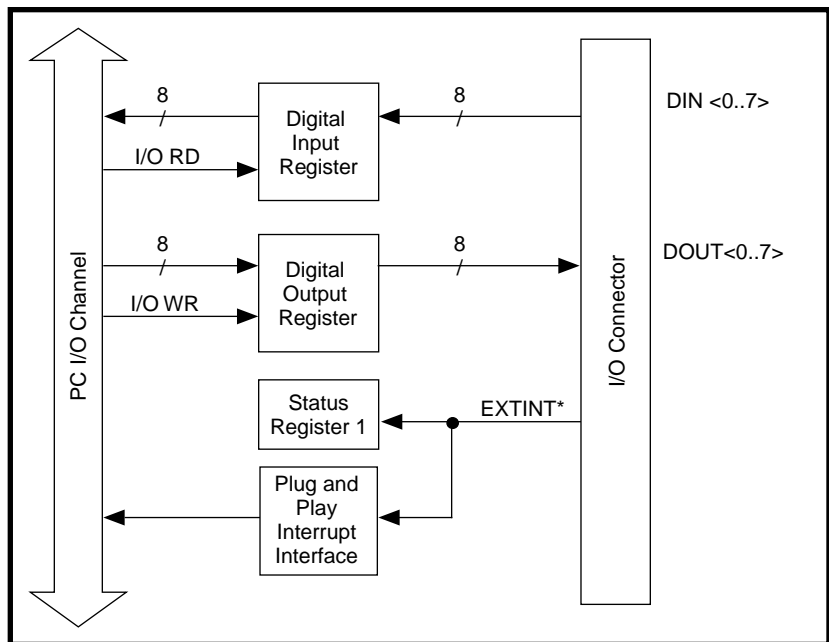 8
8
DIN <0..7>
Digital
Input
Register
I/O RD
8
8
DOUT<0..7>
Digital
Output
Register
I/O WR
PC I/O Channel
I/O Connector
Status
Register 1
EXTINT*
Plug and
Play
Interrupt
Interface